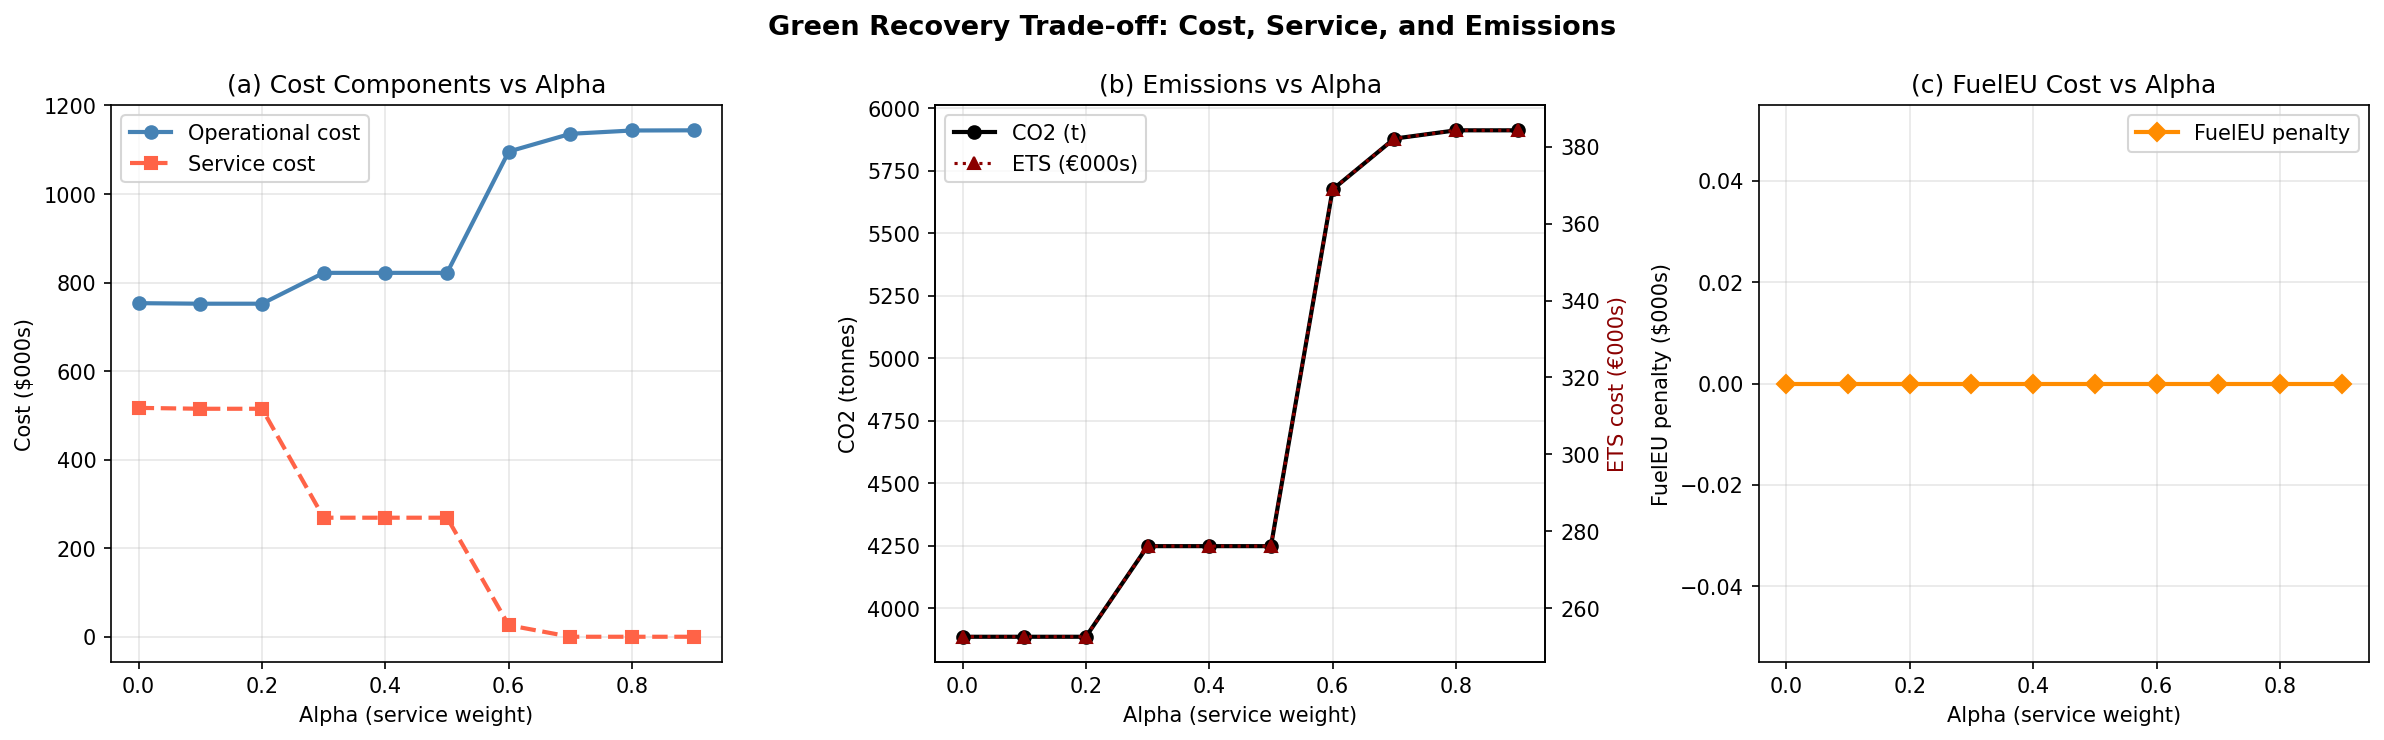 Green Recovery Trade-off: Cost, Service, and Emissions
(a) Cost Components vs Alpha
Operational cost
Service cost
Cost ($000s)
1200
1000
800
600
400
200
0
0.0 0.2 0.4 0.6 0.8
Alpha (service weight)
(b) Emissions vs Alpha
CO2 (t)
ETS (€000s)
CO2 (tonnes)
6000
5750
5500
5250
5000
4750
4500
4250
4000
380
360
340
320
300
280
260
ETS cost (€000s)
0.0 0.2 0.4 0.6 0.8
Alpha (service weight)
(c) FuelEU Cost vs Alpha
FuelEU penalty
FuelEU penalty ($000s)
0.04
0.02
0.00
−0.02
−0.04
0.0 0.2 0.4 0.6 0.8
Alpha (service weight)